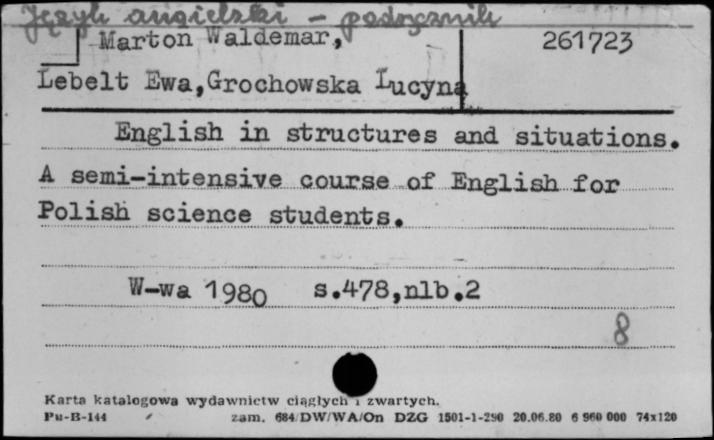 Język angielski - podręcznik
Marton Waldemar, 261723
Lebelt Ewa,Grochowska Lucyna
English in structures and situations.
A semi-intensive course of English for
Polish science students.
W-wa 1980 s.478,nlb.2
8
Karta katalogowa wydawnictw ciągłych i zwartych.
Pu-B-144 zam. 684/DW/WA/On DZG 1501-1-290 20.06.80 6 960 000 74x120